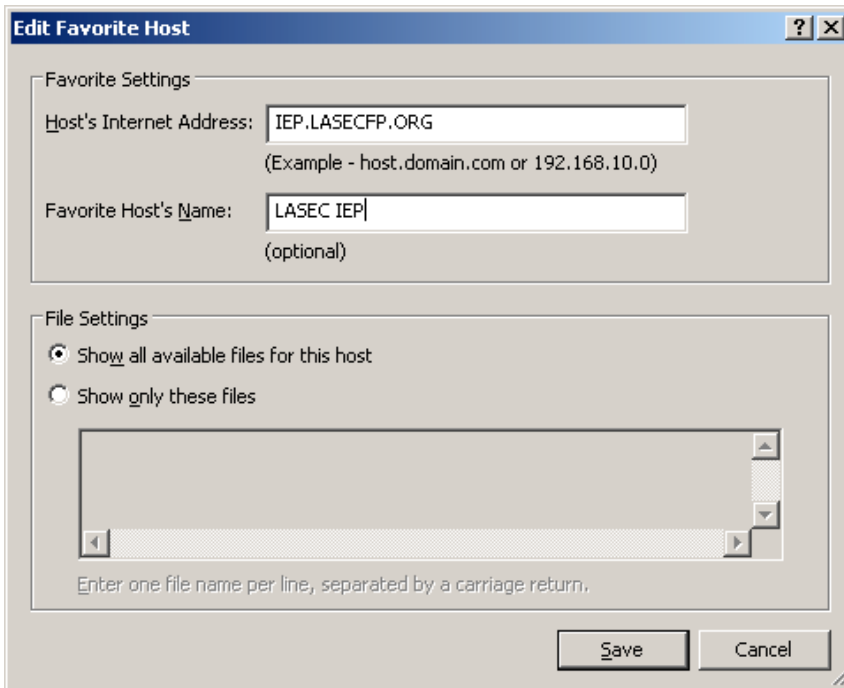 Edit Favorite Host
Favorite Settings
Host's Internet Address: IEP.LASECFP.ORG
(Example - host.domain.com or 192.168.10.0)
Favorite Host's Name: LASEC IEP
(optional)
File Settings
Show all available files for this host
Show only these files
Enter one file name per line, separated by a carriage return.
Save Cancel